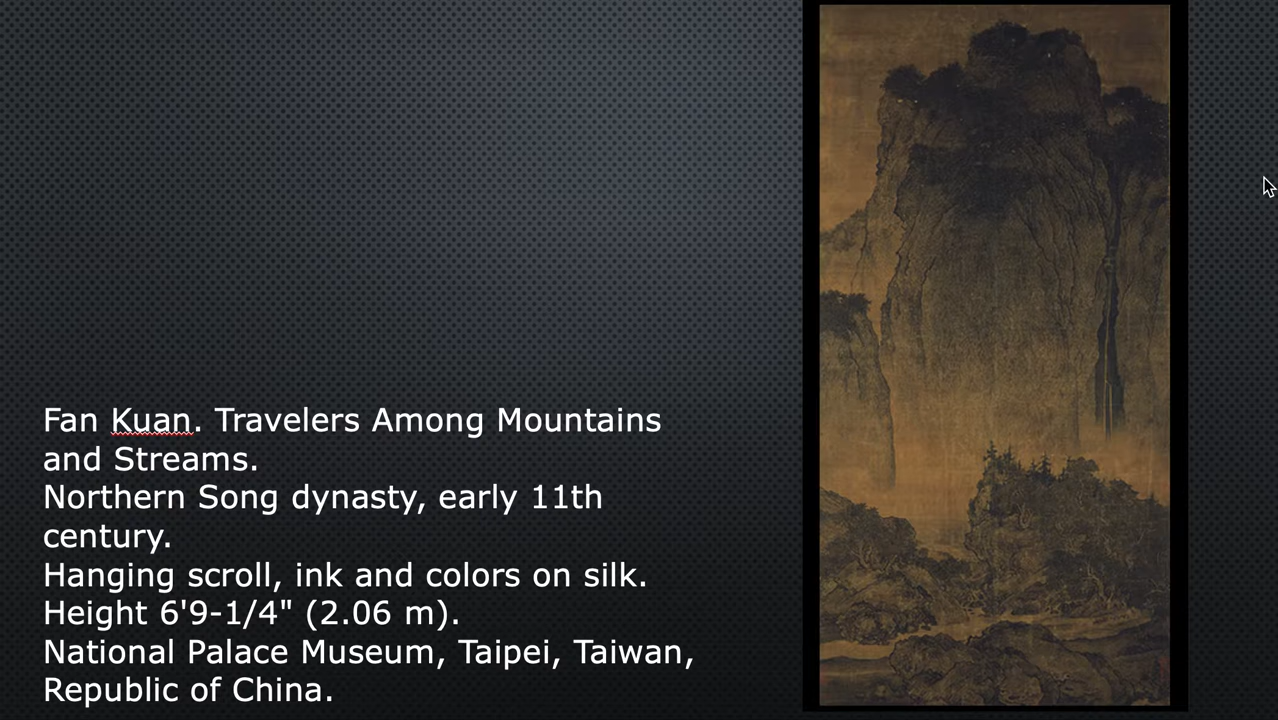 Fan Kuan. Travelers Among Mountains
and Streams.
Northern Song dynasty, early 11th
century.
Hanging scroll, ink and colors on silk.
Height 6'9-1/4" (2.06 m).
National Palace Museum, Taipei, Taiwan,
Republic of China.